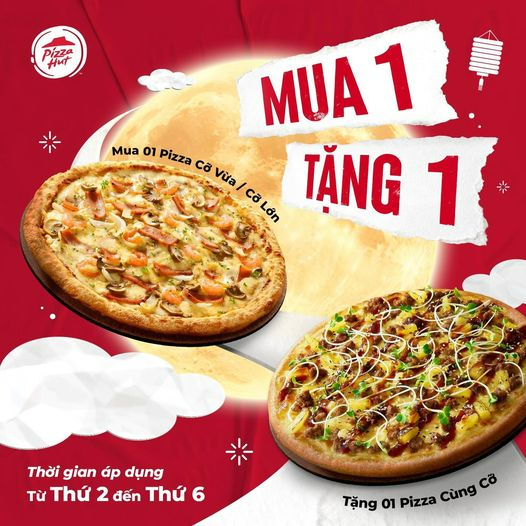 Pizza
Hut
MUA 1
TẶNG 1
Mua 01 Pizza Cỡ Vừa / Cỡ Lớn
Thời gian áp dụng
Từ Thứ 2 đến Thứ 6
Tặng 01 Pizza Cùng Cỡ